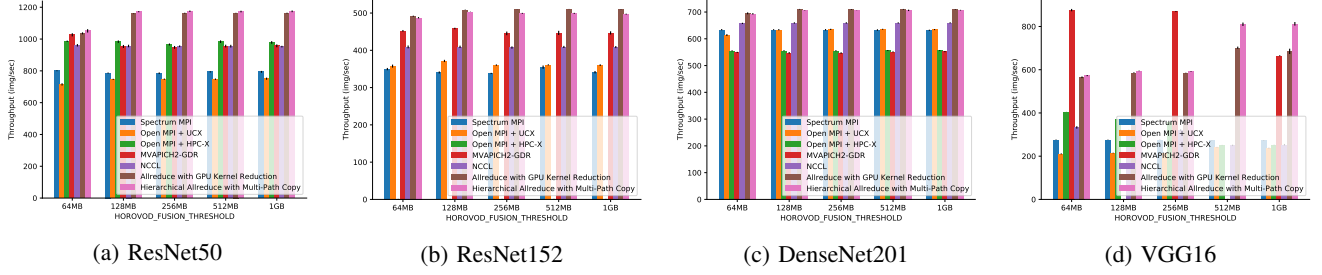 1200
1000
800
600
400
200
0
Throughput (img/sec)
Spectrum MPI
Open MPI + UCX
Open MPI + HPC-X
MVAPICH2-GDR
NCCL
Allreduce with GPU Kernel Reduction
Hierarchical Allreduce with Multi-Path Copy
64MB 128MB 256MB 512MB 1GB
HOROVOD_FUSION_THRESHOLD
(a) ResNet50
500
400
300
200
100
0
Throughput (img/sec)
Spectrum MPI
Open MPI + UCX
Open MPI + HPC-X
MVAPICH2-GDR
NCCL
Allreduce with GPU Kernel Reduction
Hierarchical Allreduce with Multi-Path Copy
64MB 128MB 256MB 512MB 1GB
HOROVOD_FUSION_THRESHOLD
(b) ResNet152
700
600
500
400
300
200
100
0
Throughput (img/sec)
Spectrum MPI
Open MPI + UCX
Open MPI + HPC-X
MVAPICH2-GDR
NCCL
Allreduce with GPU Kernel Reduction
Hierarchical Allreduce with Multi-Path Copy
64MB 128MB 256MB 512MB 1GB
HOROVOD_FUSION_THRESHOLD
(c) DenseNet201
800
600
400
200
0
Throughput (img/sec)
Spectrum MPI
Open MPI + UCX
Open MPI + HPC-X
MVAPICH2-GDR
NCCL
Allreduce with GPU Kernel Reduction
Hierarchical Allreduce with Multi-Path Copy
64MB 128MB 256MB 512MB 1GB
HOROVOD_FUSION_THRESHOLD
(d) VGG16